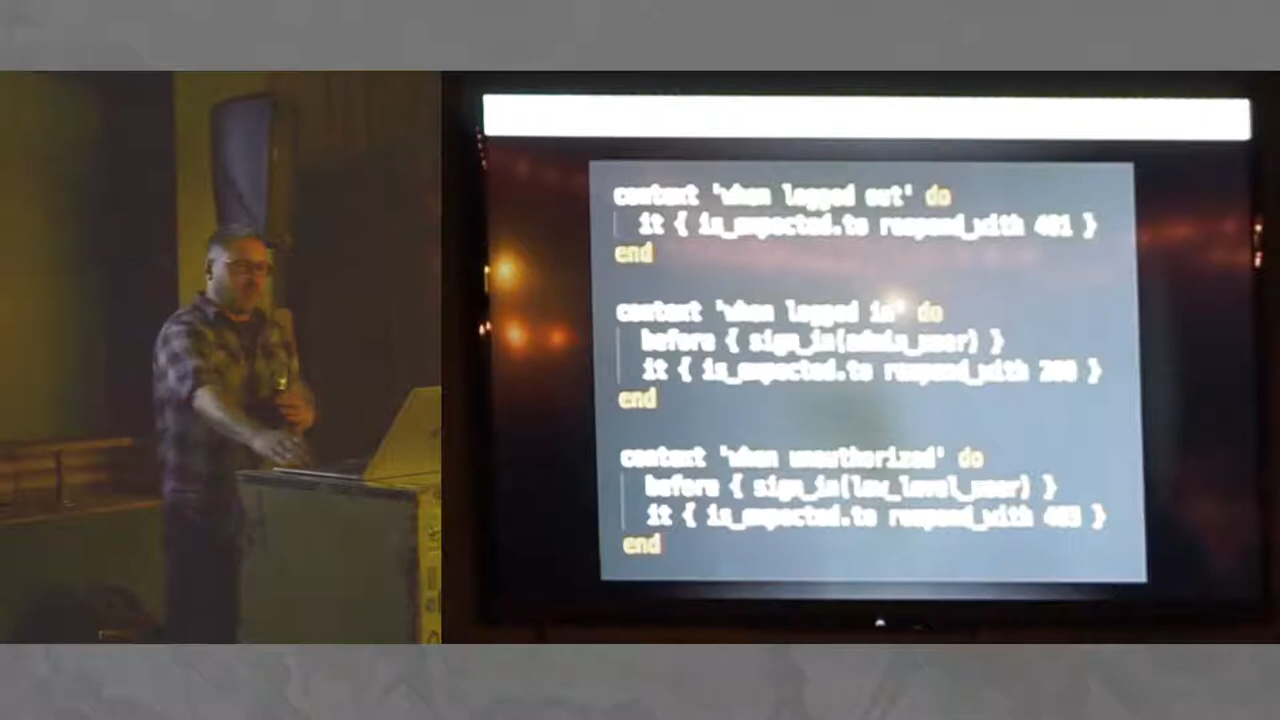 context 'when logged out' do
it { is_expected.to respond_with 401 }
end
context 'when logged in' do
before { sign_in(admin_user) }
it { is_expected.to respond_with 200 }
end
context 'when unauthorized' do
before { sign_in(low_level_user) }
it { is_expected.to respond_with 403 }
end